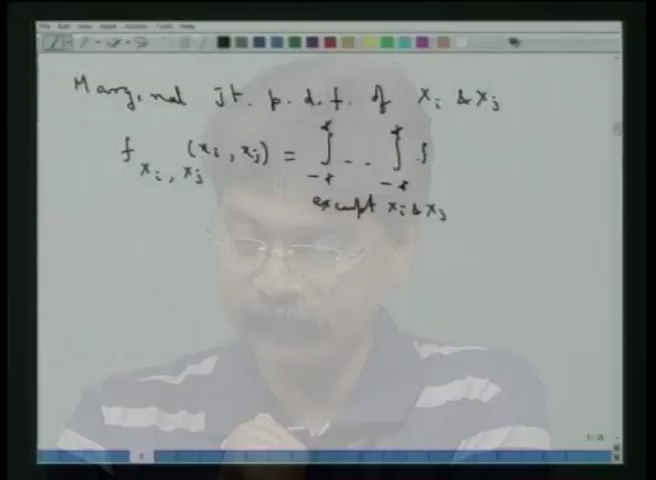 Marginal jt. p.d.f. of Xi & Xj
f Xi, Xj (xi, xj) = ∫ -∞ ∞ -- ∫ -∞ ∞ f
except xi & xj